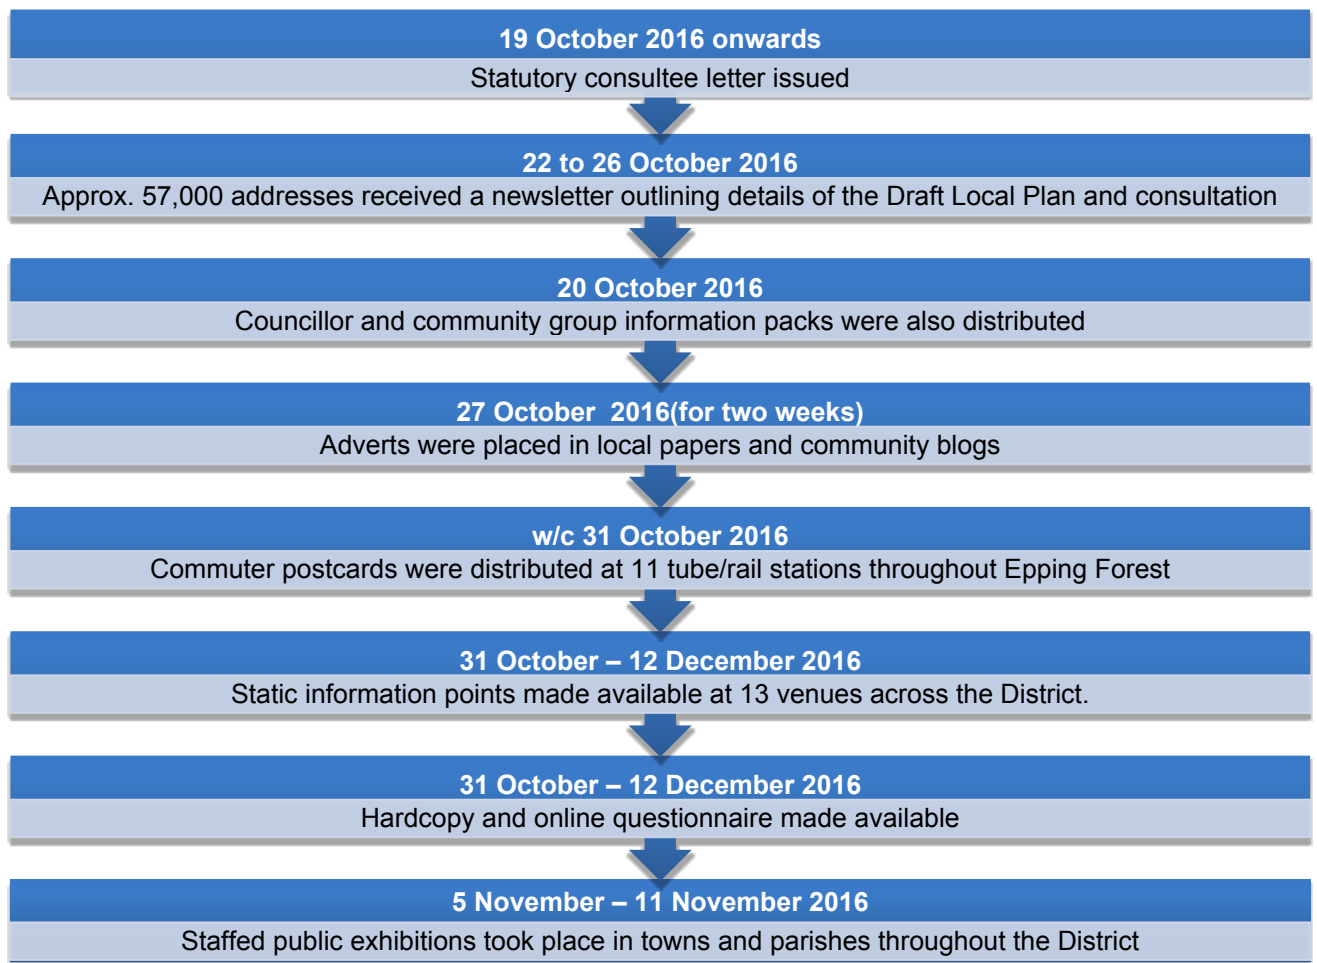 19 October 2016 onwards
Statutory consultee letter issued
22 to 26 October 2016
Approx. 57,000 addresses received a newsletter outlining details of the Draft Local Plan and consultation
20 October 2016
Councillor and community group information packs were also distributed
27 October  2016(for two weeks)
Adverts were placed in local papers and community blogs
w/c 31 October 2016
Commuter postcards were distributed at 11 tube/rail stations throughout Epping Forest
31 October – 12 December 2016
Static information points made available at 13 venues across the District.
31 October – 12 December 2016
Hardcopy and online questionnaire made available
5 November – 11 November 2016
Staffed public exhibitions took place in towns and parishes throughout the District